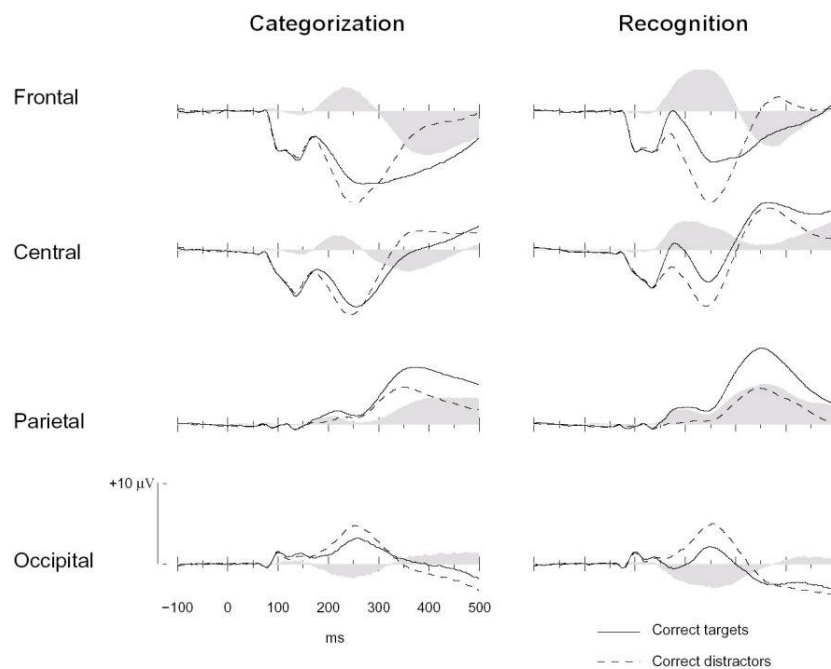 Categorization Recognition
Frontal
Central
Parietal
+10 μV
Occipital
−100 0 100 200 300 400 500
ms
Correct targets
Correct distractors